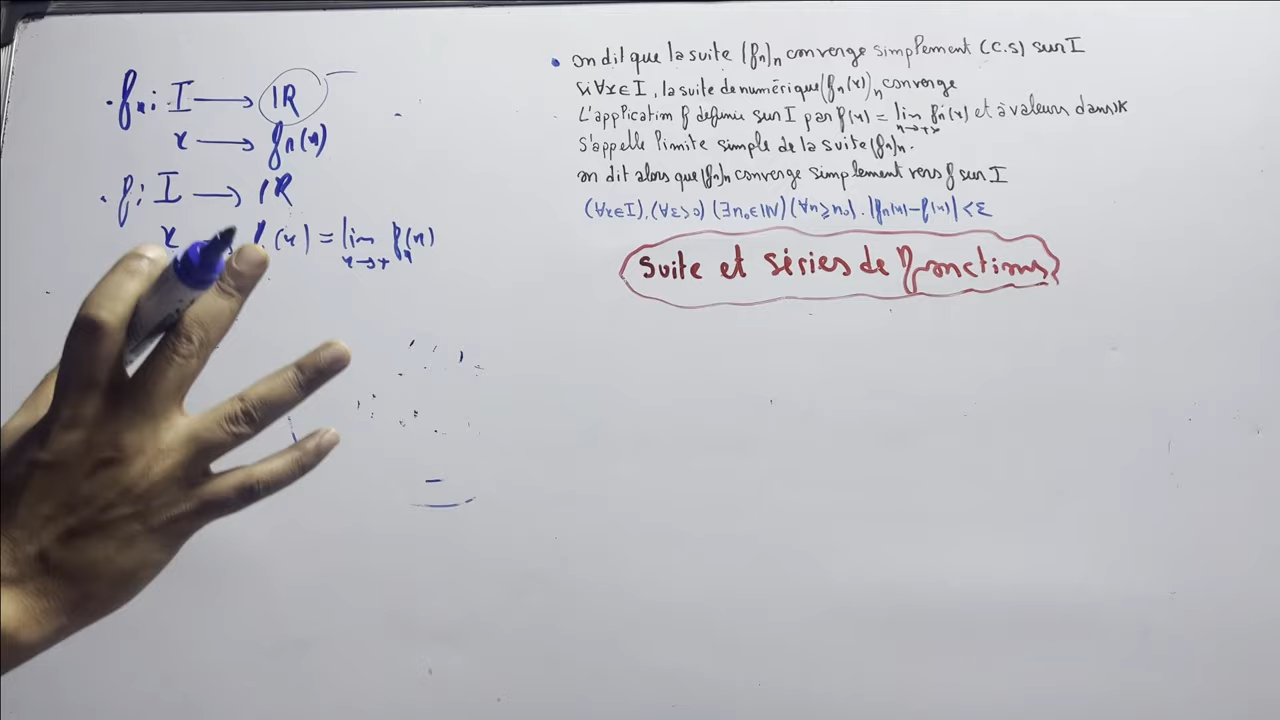 . fn : I → IR
x → fn(x)
. f : I → IR
x f(x) = lim fn(x)
n→+
• on dit que la suite (fn)n converge simplement (C.S) sur I
si ∀x∈I, la suite de numérique (fn(x))n converge
L'application f definie sur I par f(x) = lim fn(x) et à valeurs dans IK
n→+∞
s'appelle limite simple de la suite (fn)n.
on dit alors que (fn)n converge simplement vers f sur I
(∀x∈I), (∀ε>0) (∃n₀∈IN) (∀n≥n₀). |fn(x)-f(x)| < ε
Suite et séries de fonctions